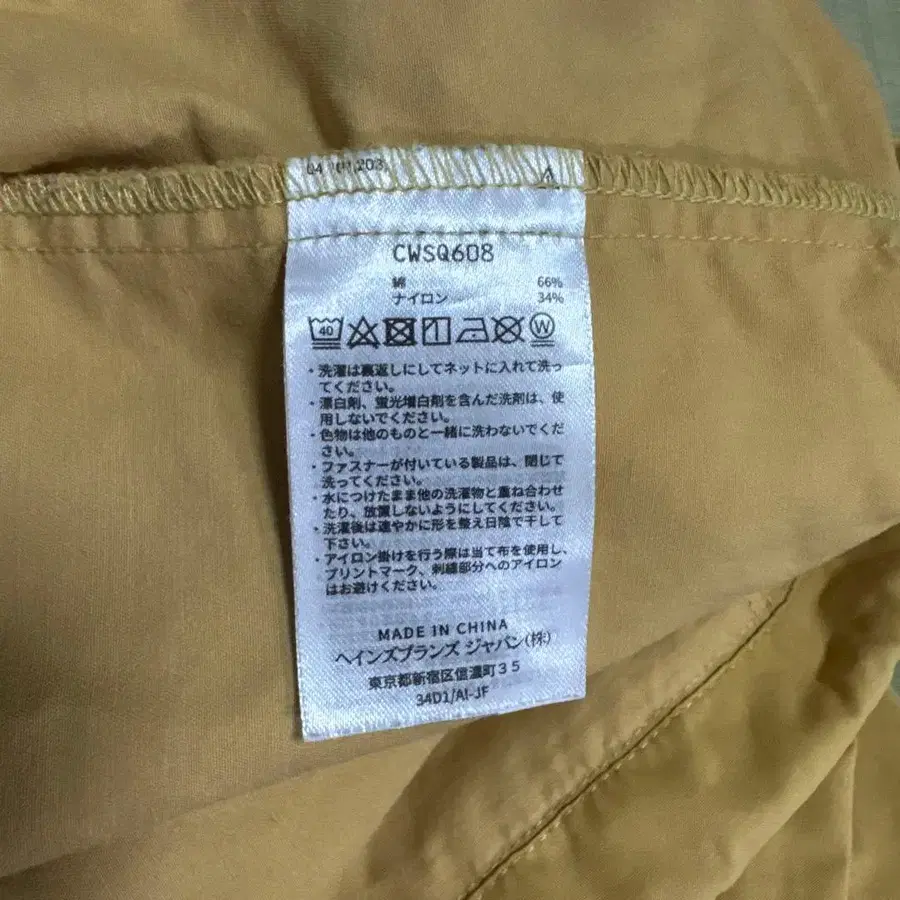 CWSQ608
綿 66%
ナイロン 34%
40 W
・洗濯は裏返しにしてネットに入れて洗っ
てください。
・漂白剤、蛍光増白剤を含んだ洗剤は、使
用しないでください。
・色物は他のものと一緒に洗わないでくだ
さい。
・ファスナーが付いている製品は、閉じて
洗ってください。
・水につけたまま他の洗濯物と重ね合わせ
たり、放置しないようにしてください。
・洗濯後は速やかに形を整え日陰で干して
下さい。
・アイロン掛けを行う際は当て布を使用し、
プリントマーク、刺繍部分へのアイロン
はお避けください。
MADE IN CHINA
ヘインズブランズ ジャパン(株)
東京都新宿区信濃町35
34D1/AI-JF